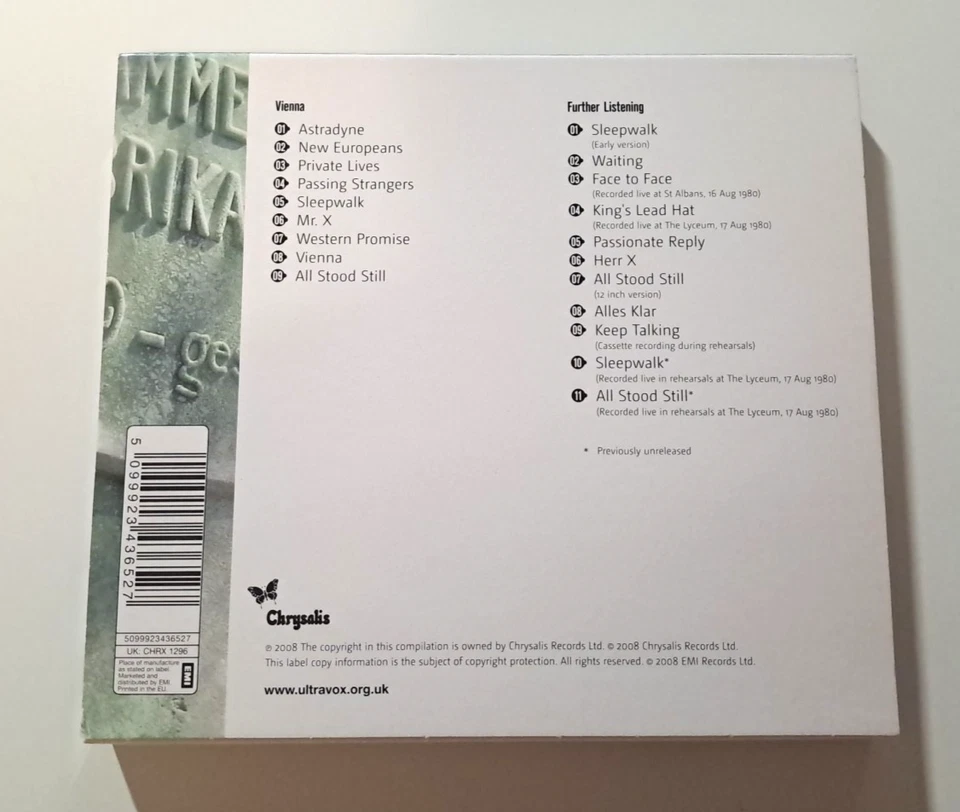 Vienna
01 Astradyne
02 New Europeans
03 Private Lives
04 Passing Strangers
05 Sleepwalk
06 Mr. X
07 Western Promise
08 Vienna
09 All Stood Still
Further Listening
01 Sleepwalk
(Early version)
02 Waiting
03 Face to Face
(Recorded live at St Albans, 16 Aug 1980)
04 King's Lead Hat
(Recorded live at The Lyceum, 17 Aug 1980)
05 Passionate Reply
06 Herr X
07 All Stood Still
(12 inch version)
08 Alles Klar
09 Keep Talking
(Cassette recording during rehearsals)
10 Sleepwalk*
(Recorded live in rehearsals at The Lyceum, 17 Aug 1980)
11 All Stood Still*
(Recorded live in rehearsals at The Lyceum, 17 Aug 1980)
* Previously unreleased
MME
RIKA
- ges
5 099923 436527
5099923436527
UK: CHRX 1296
Place of manufacture
as stated on label.
Marketed and
distributed by EMI.
Printed in the EU.
EMI
Chrysalis
℗ 2008 The copyright in this compilation is owned by Chrysalis Records Ltd. © 2008 Chrysalis Records Ltd.
This label copy information is the subject of copyright protection. All rights reserved. © 2008 EMI Records Ltd.
www.ultravox.org.uk